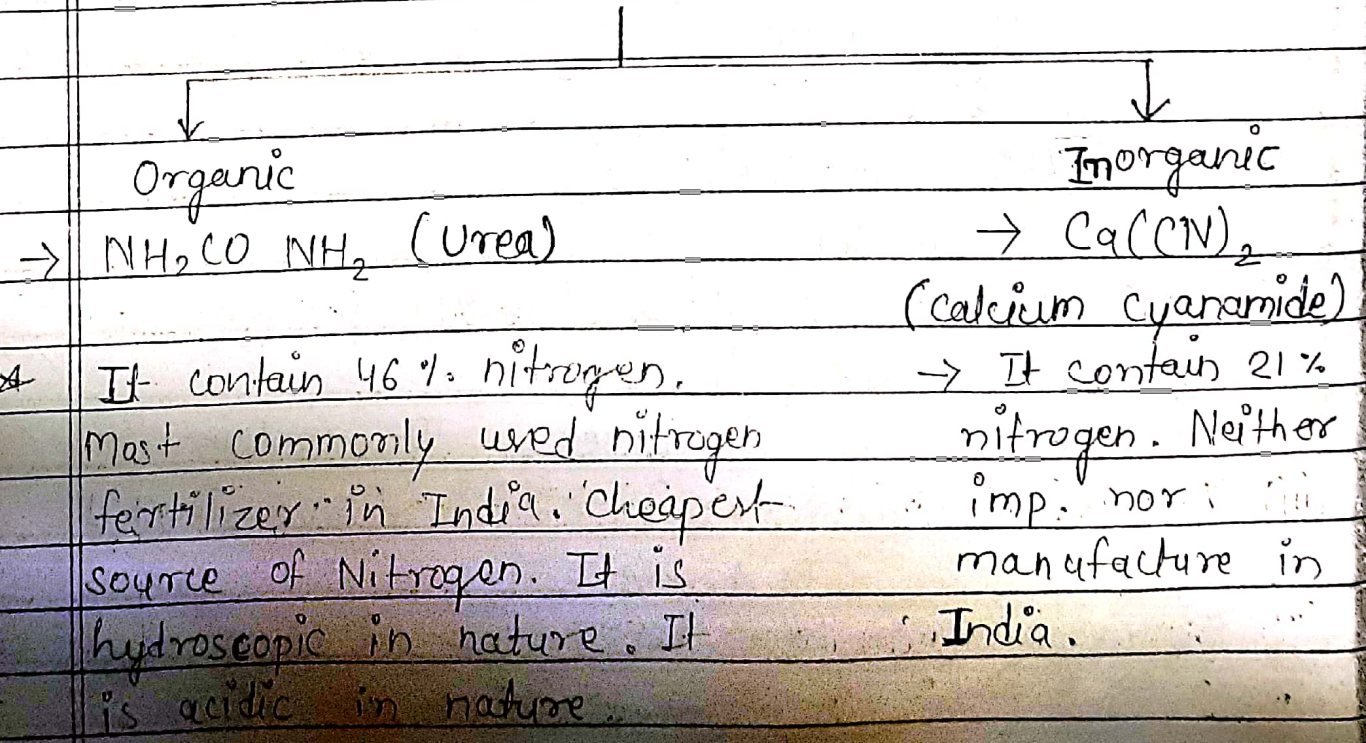 Organic
→ NH₂CO NH₂ (Urea)
It contain 46 % nitrogen.
Most commonly used nitrogen
fertilizer in India. Cheapest
source of Nitrogen. It is
hydroscopic in nature. It
is acidic in nature.
Inorganic
→ Ca(CN)₂
(Calcium Cyanamide)
→ It contain 21 %
nitrogen. Neither
imp. nor
manufacture in
India.